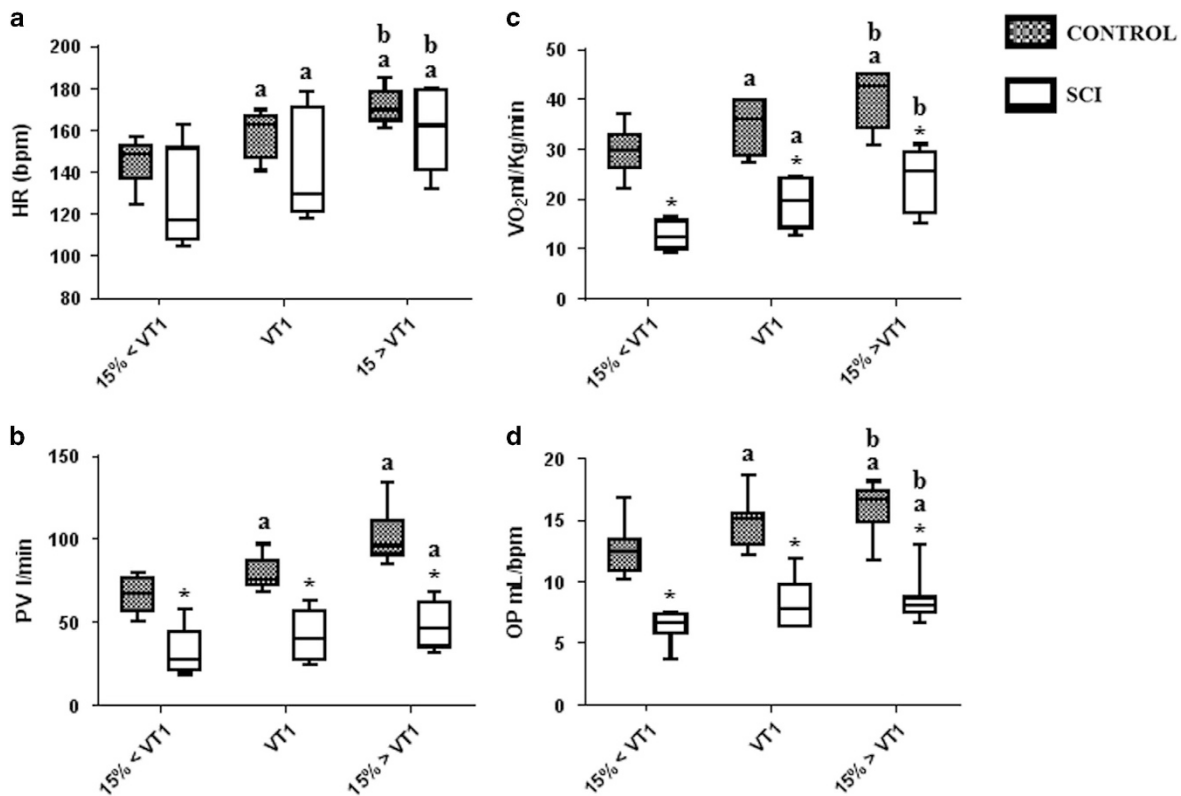 a
HR (bpm)
200
180
160
140
120
100
80
a
a
b
a
b
a
15% < VT1
VT1
15 > VT1
c
VO₂ml/Kg/min
50
40
30
20
10
0
*
a
a
*
b
a
b
*
15% < VT1
VT1
15% >VT1
CONTROL
SCI
b
PV l/min
150
100
50
0
*
a
*
a
a
*
15% < VT1
VT1
15% > VT1
d
OP mL/bpm
20
15
10
5
0
*
a
*
b
a
b
a
*
15% < VT1
VT1
15% > VT1